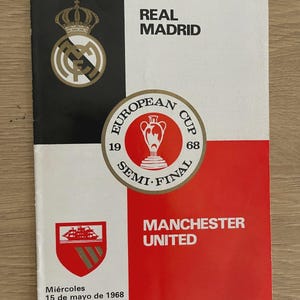 REAL
MADRID
EUROPEAN CUP
19 68
SEMI-FINAL
MANCHESTER
UNITED
Miércoles
15 de mayo de 1968